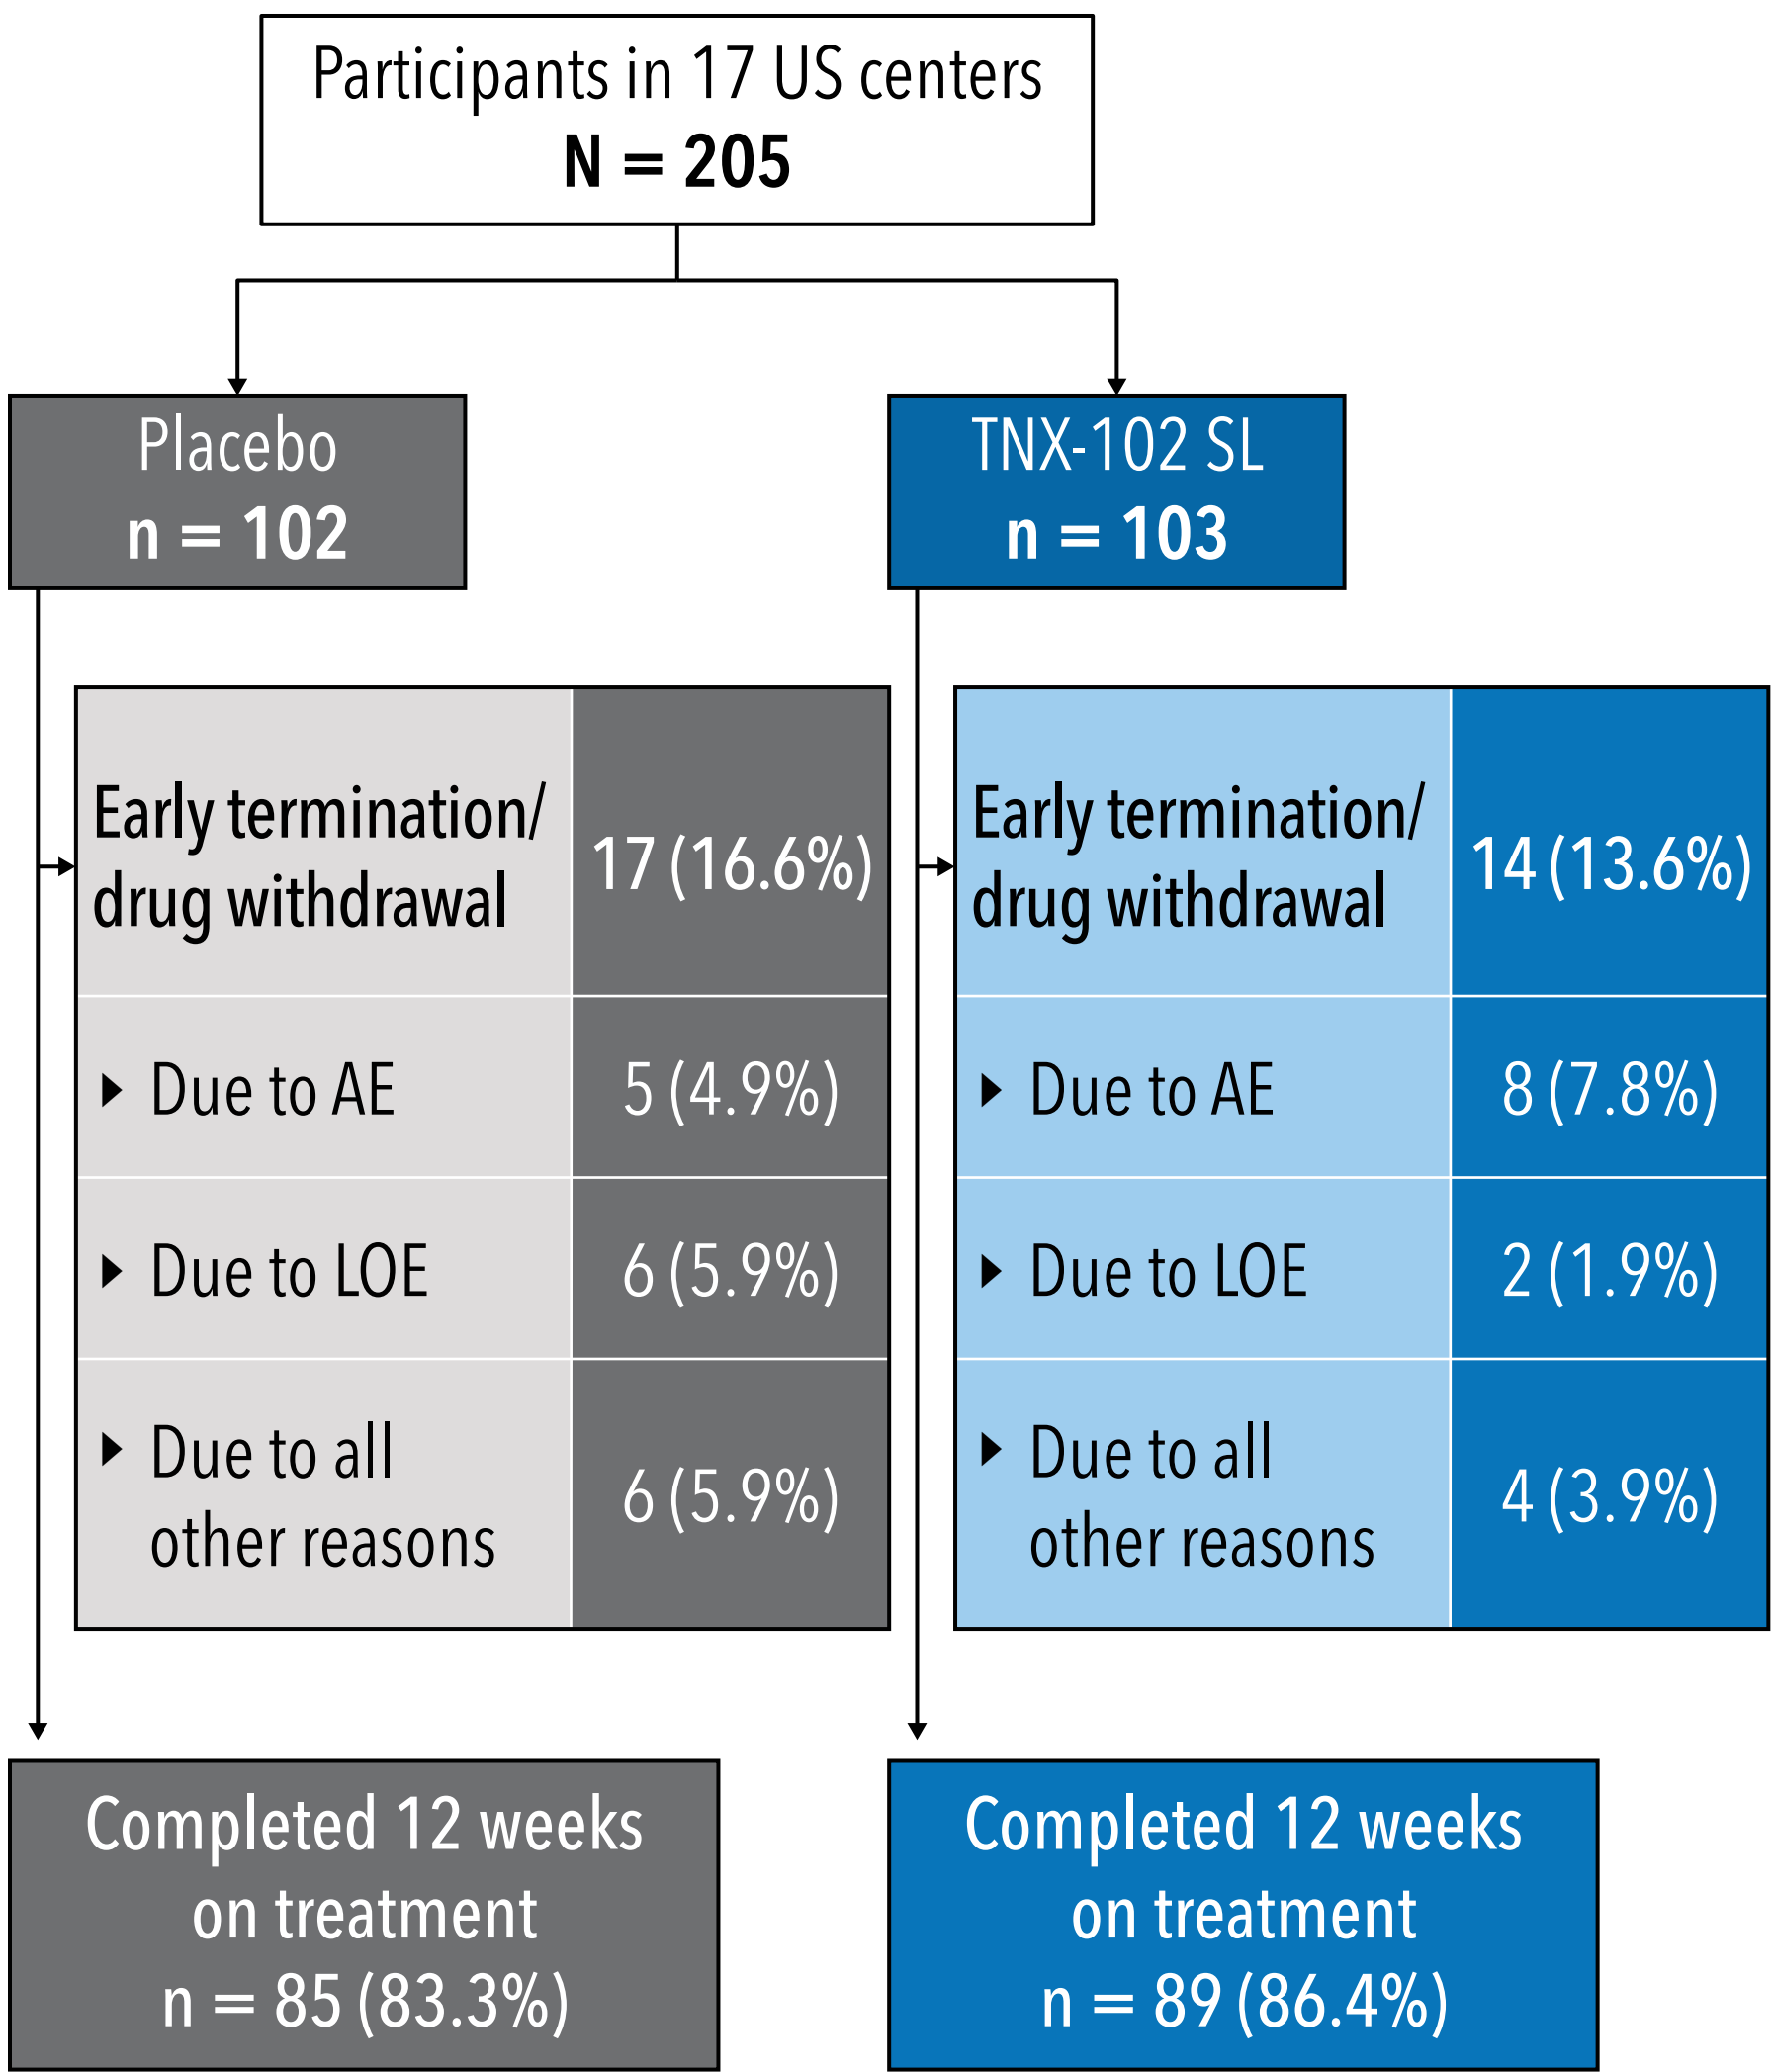 Participants in 17 US centers
N = 205
Placebo
n = 102
TNX-102 SL
n = 103
Early termination/
drug withdrawal
17 (16.6%)
Due to AE
5 (4.9%)
Due to LOE
6 (5.9%)
Due to all
other reasons
6 (5.9%)
Early termination/
drug withdrawal
14 (13.6%)
Due to AE
8 (7.8%)
Due to LOE
2 (1.9%)
Due to all
other reasons
4 (3.9%)
Completed 12 weeks
on treatment
n = 85 (83.3%)
Completed 12 weeks
on treatment
n = 89 (86.4%)